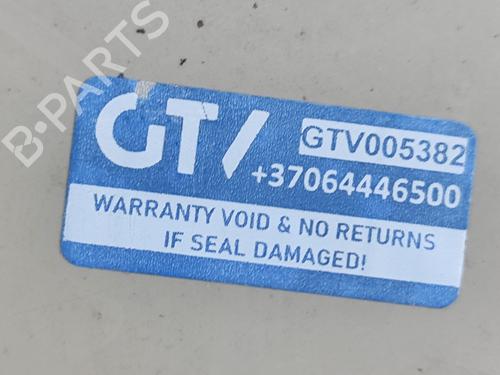 B-PARTS
GTV
GTV005382
+37064446500
WARRANTY VOID & NO RETURNS
IF SEAL DAMAGED!